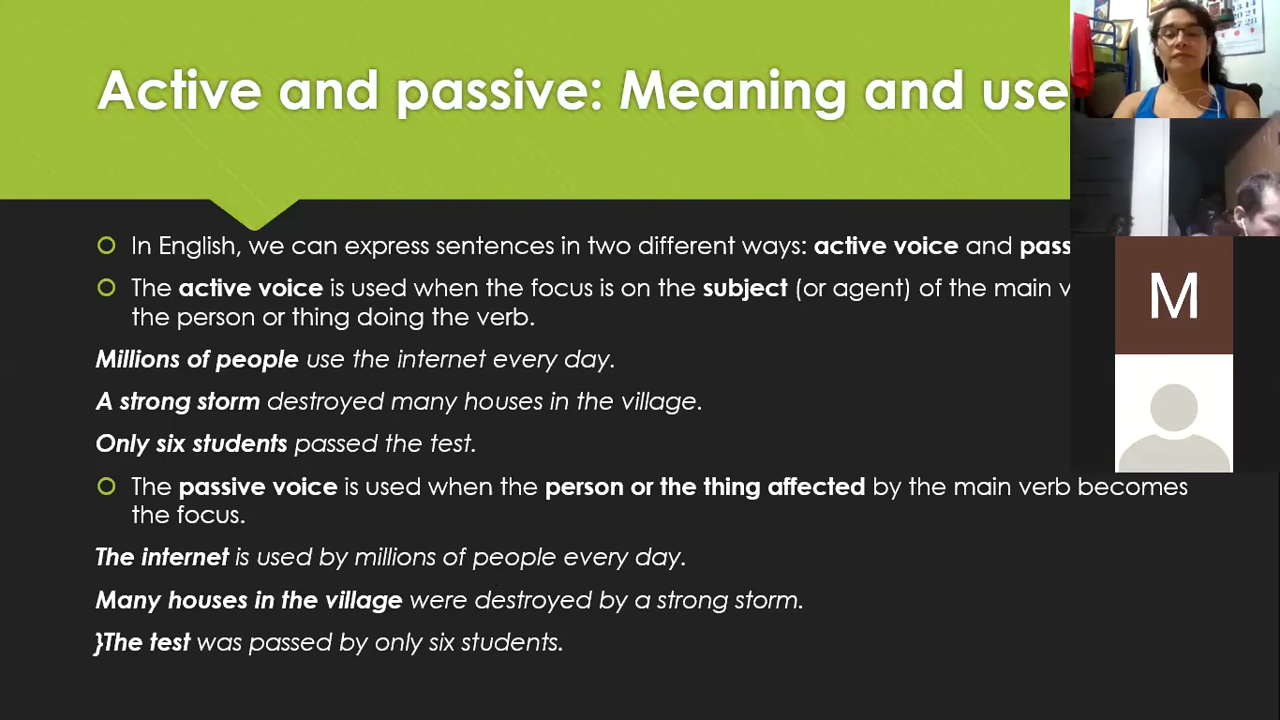 Active and passive: Meaning and use
In English, we can express sentences in two different ways: active voice and pass
The active voice is used when the focus is on the subject (or agent) of the main v
the person or thing doing the verb.
Millions of people use the internet every day.
A strong storm destroyed many houses in the village.
Only six students passed the test.
The passive voice is used when the person or the thing affected by the main verb becomes
the focus.
The internet is used by millions of people every day.
Many houses in the village were destroyed by a strong storm.
}The test was passed by only six students.
M